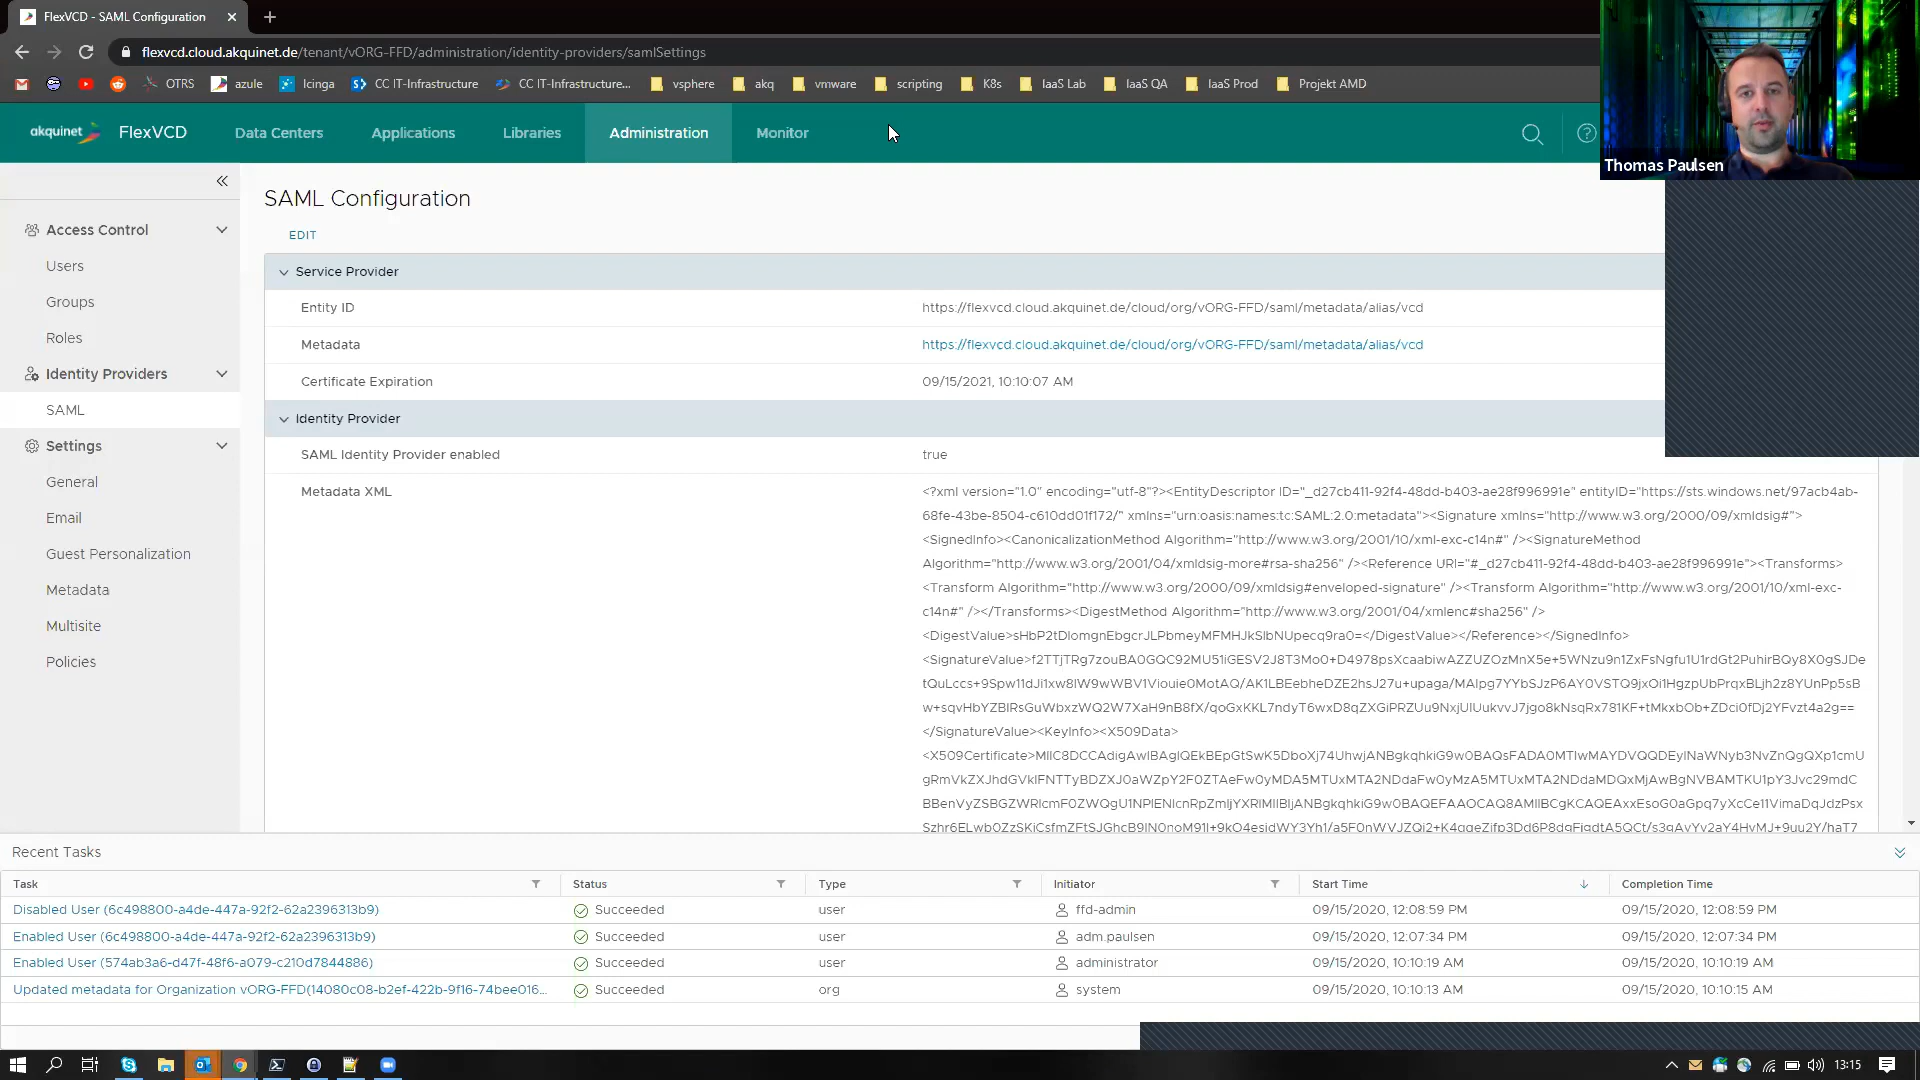 FlexVCD - SAML Configuration
flexvcd.cloud.akquinet.de/tenant/vORG-FFD/administration/identity-providers/samlSettings
OTRS azule Icinga CC IT-Infrastructure CC IT-Infrastructure... vsphere akq vmware scripting K8s IaaS Lab IaaS QA IaaS Prod Projekt AMD
akquinet FlexVCD Data Centers Applications Libraries Administration Monitor
Thomas Paulsen
SAML Configuration
EDIT
Access Control
Users
Groups
Roles
Identity Providers
SAML
Settings
General
Email
Guest Personalization
Metadata
Multisite
Policies
Service Provider
Entity ID https://flexvcd.cloud.akquinet.de/cloud/org/vORG-FFD/saml/metadata/alias/vcd
Metadata https://flexvcd.cloud.akquinet.de/cloud/org/vORG-FFD/saml/metadata/alias/vcd
Certificate Expiration 09/15/2021, 10:10:07 AM
Identity Provider
SAML Identity Provider enabled true
Metadata XML <?xml version="1.0" encoding="utf-8"?><EntityDescriptor ID="_d27cb411-92f4-48dd-b403-ae28f996991e" entityID="https://sts.windows.net/97acb4ab-
68fe-43be-8504-c610dd01f172/" xmlns="urn:oasis:names:tc:SAML:2.0:metadata"><Signature xmlns="http://www.w3.org/2000/09/xmldsig#">
<SignedInfo><CanonicalizationMethod Algorithm="http://www.w3.org/2001/10/xml-exc-c14n#" /><SignatureMethod
Algorithm="http://www.w3.org/2001/04/xmldsig-more#rsa-sha256" /><Reference URI="#_d27cb411-92f4-48dd-b403-ae28f996991e"><Transforms>
<Transform Algorithm="http://www.w3.org/2000/09/xmldsig#enveloped-signature" /><Transform Algorithm="http://www.w3.org/2001/10/xml-exc-
c14n#" /></Transforms><DigestMethod Algorithm="http://www.w3.org/2001/04/xmlenc#sha256" />
<DigestValue>sHbP2tDlomgnEbgcrJLPbmeyMFMHJkSlbNUpecq9ra0=</DigestValue></Reference></SignedInfo>
<SignatureValue>
</SignatureValue><KeyInfo><X509Data>
<X509Certificate>
Recent Tasks
Task Status Type Initiator Start Time Completion Time
Disabled User (6c498800-a4de-447a-92f2-62a2396313b9) Succeeded user ffd-admin 09/15/2020, 12:08:59 PM 09/15/2020, 12:08:59 PM
Enabled User (6c498800-a4de-447a-92f2-62a2396313b9) Succeeded user adm.paulsen 09/15/2020, 12:07:34 PM 09/15/2020, 12:07:34 PM
Enabled User (574ab3a6-d47f-48f6-a079-c210d7844886) Succeeded user administrator 09/15/2020, 10:10:19 AM 09/15/2020, 10:10:19 AM
Updated metadata for Organization vORG-FFD(14080c08-b2ef-422b-9f16-74bee016... Succeeded org system 09/15/2020, 10:10:13 AM 09/15/2020, 10:10:15 AM
13:15